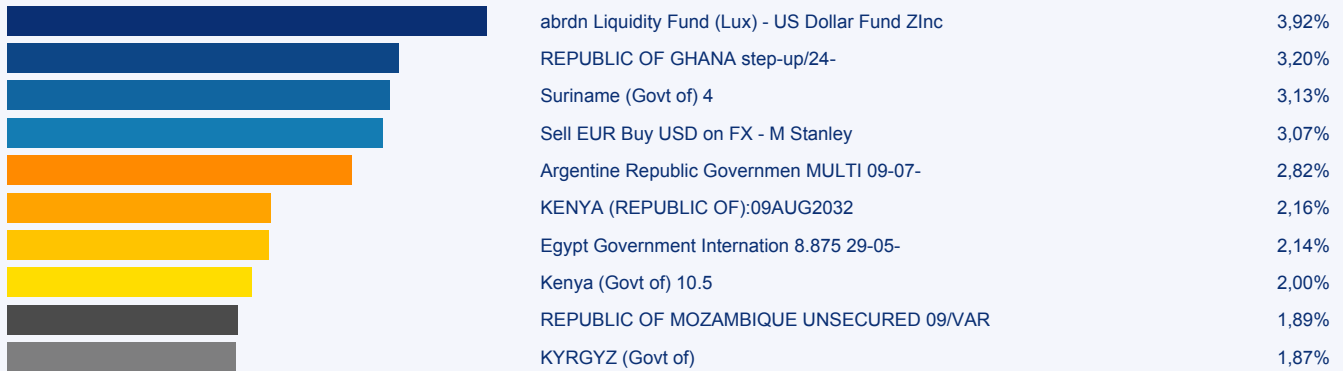 abrdn Liquidity Fund (Lux) - US Dollar Fund ZInc 3,92%
REPUBLIC OF GHANA step-up/24- 3,20%
Suriname (Govt of) 4 3,13%
Sell EUR Buy USD on FX - M Stanley 3,07%
Argentine Republic Governmen MULTI 09-07- 2,82%
KENYA (REPUBLIC OF):09AUG2032 2,16%
Egypt Government Internation 8.875 29-05- 2,14%
Kenya (Govt of) 10.5 2,00%
REPUBLIC OF MOZAMBIQUE UNSECURED 09/VAR 1,89%
KYRGYZ (Govt of) 1,87%